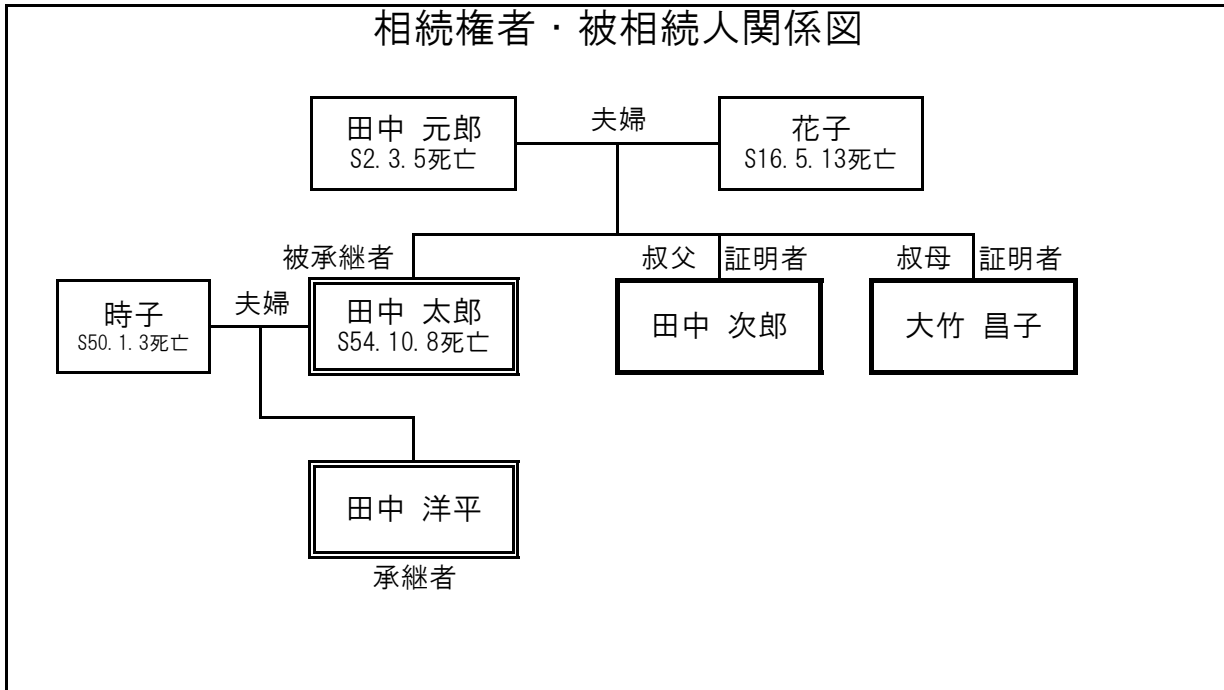 相続権者・被相続人関係図
田中 元郎
S2.3.5死亡
夫婦
花子
S16.5.13死亡
被承継者
叔父
証明者
叔母
証明者
時子
S50.1.3死亡
夫婦
田中 太郎
S54.10.8死亡
田中 次郎
大竹 昌子
田中 洋平
承継者